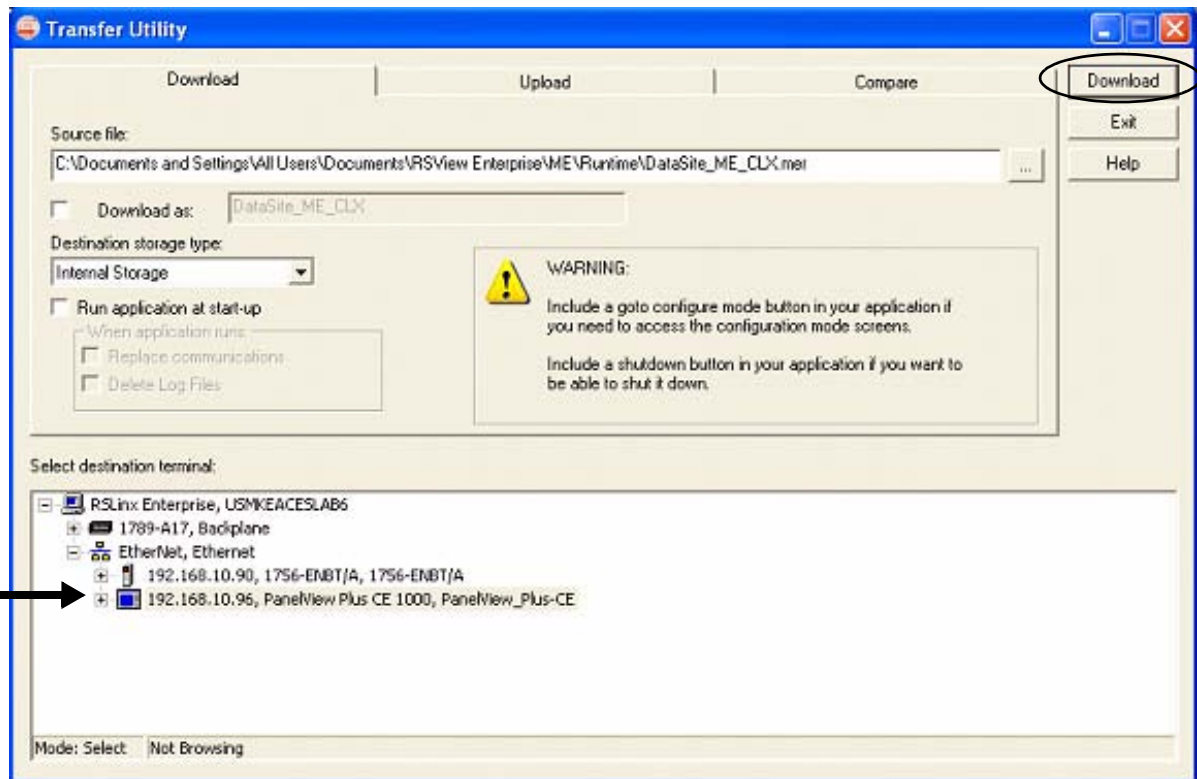 Transfer Utility
Download Upload Compare Download
Exit
Source file:
C:\Documents and Settings\All Users\Documents\RSView Enterprise\ME\Runtime\DataSite_ME_CLX.mer ... Help
Download as: DataSite_ME_CLX
Destination storage type:
Internal Storage
WARNING:
Run application at start-up
Include a goto configure mode button in your application if
When application runs:
you need to access the configuration mode screens.
Replace communications
Include a shutdown button in your application if you want to
Delete Log Files
be able to shut it down.
Select destination terminal:
RSLinx Enterprise, USMKEACESLAB6
1789-A17, Backplane
EtherNet, Ethernet
192.168.10.90, 1756-ENBT/A, 1756-ENBT/A
192.168.10.96, PanelView Plus CE 1000, PanelView_Plus-CE
Mode: Select Not Browsing